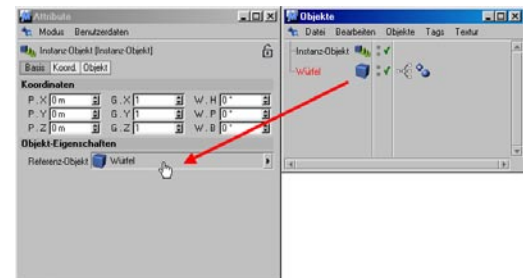 Attribute
Modus Benutzerdaten
Instanz-Objekt [Instanz-Objekt]
Basis Koord. Objekt
Koordinaten
P . X 0 m G . X 1 W . H 0 °
P . Y 0 m G . Y 1 W . P 0 °
P . Z 0 m G . Z 1 W . B 0 °
Objekt-Eigenschaften
Referenz-Objekt Würfel
Objekte
Datei Bearbeiten Objekte Tags Textur
Instanz-Objekt
Würfel